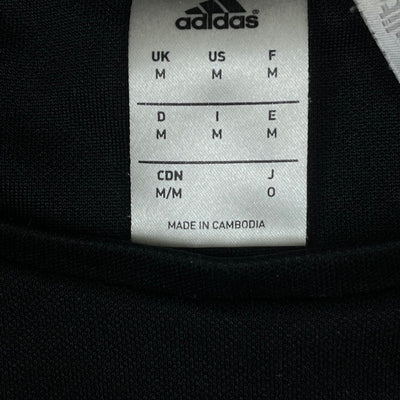 adidas®
UK US F
M M M
D I E
M M M
CDN J
M/M O
MADE IN CAMBODIA